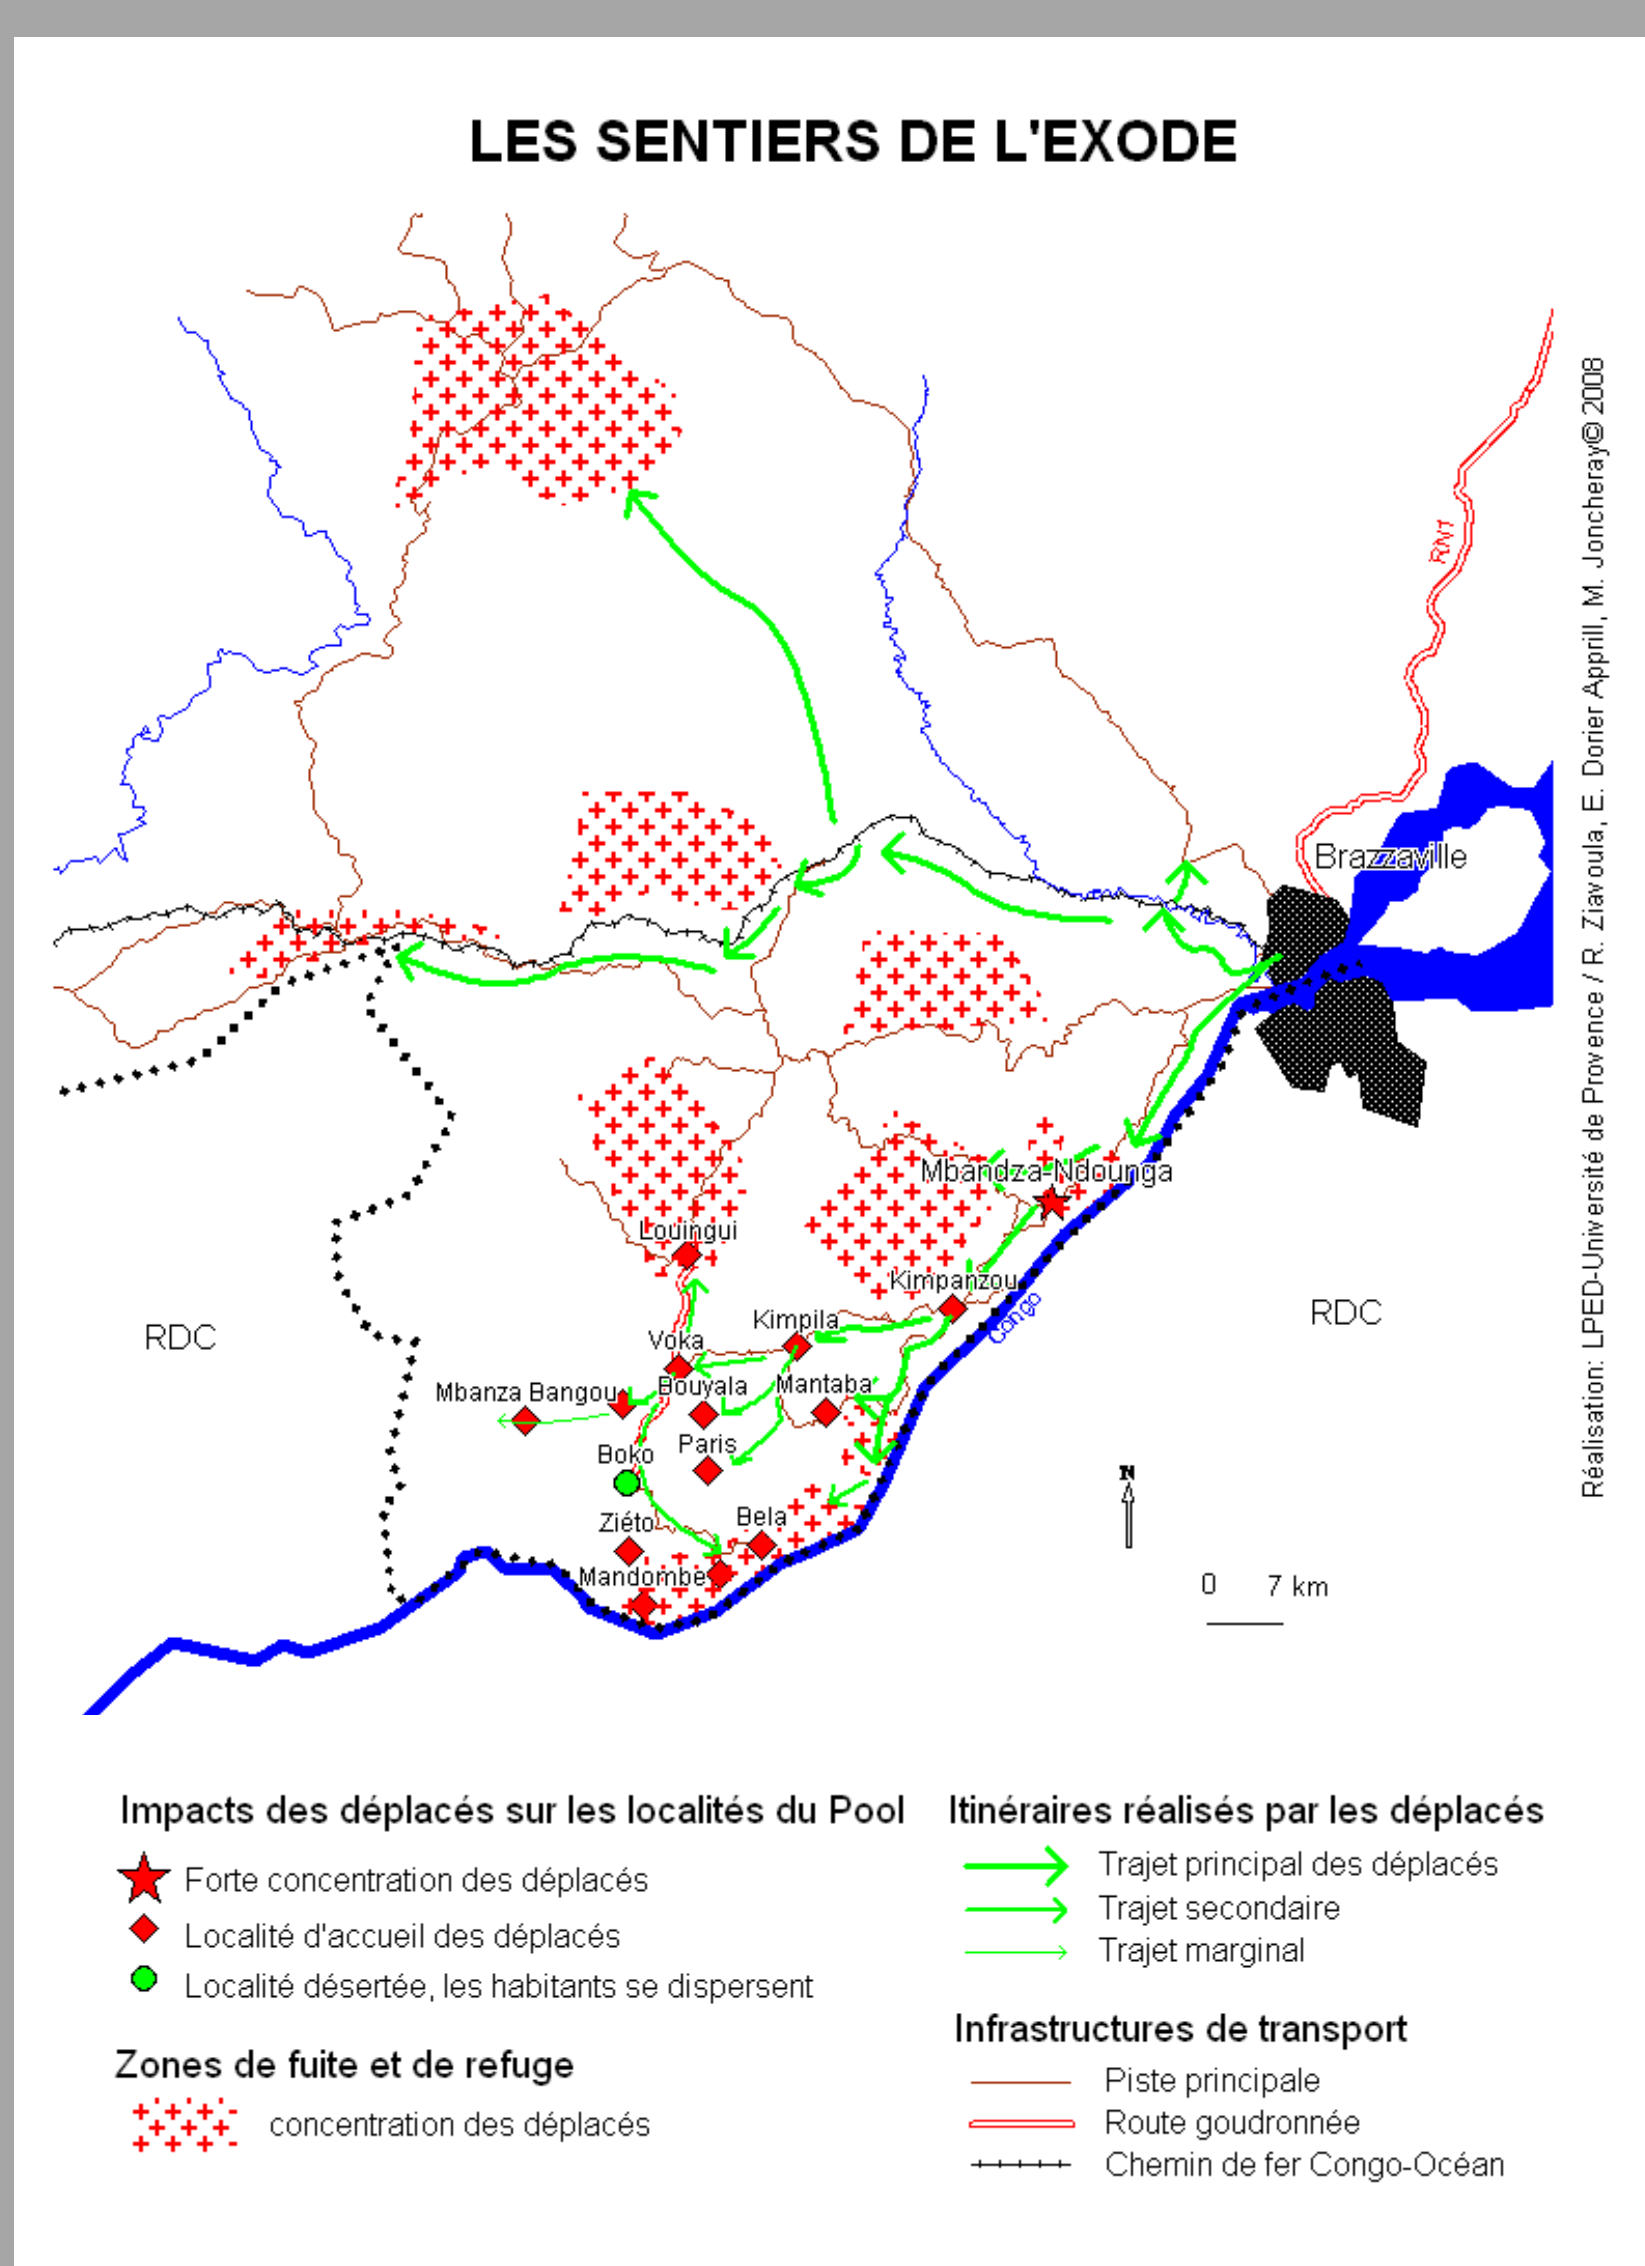 LES SENTIERS DE L'EXODE
RN1
Brazzaville
Réalisation: LPED-Université de Provence / R. Ziavoula, E. Dorier Apprill, M. Joncheray© 2008
Mbandza-Ndounga
Louingui
Kimpanzou
Congo
RDC
RDC
Kimpila
Voka
Mbanza Bangou
Bouyala
Mantaba
Paris
Boko
Ziéto
Bela
Mandombe
N
0 7 km
Impacts des déplacés sur les localités du Pool
Forte concentration des déplacés
Localité d'accueil des déplacés
Localité désertée, les habitants se dispersent
Zones de fuite et de refuge
concentration des déplacés
Itinéraires réalisés par les déplacés
Trajet principal des déplacés
Trajet secondaire
Trajet marginal
Infrastructures de transport
Piste principale
Route goudronnée
Chemin de fer Congo-Océan